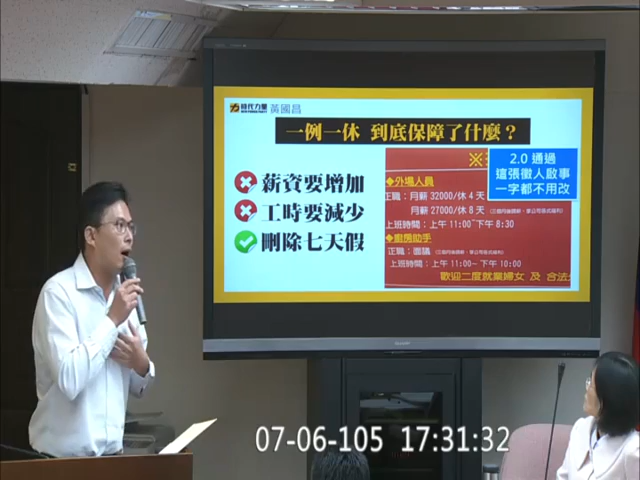 時代力量 黃國昌
NEW POWER PARTY
一例一休 到底保障了什麼？
薪資要增加
工時要減少
刪除七天假
※
2.0 通過
這張徵人啟事
一字都不用改
◆外場人員
正職：月薪 32000/休 4 天
月薪 27000/休 8 天
上班時間：上午 11:00~下午 8:30
◆廚房助手
正職：面議
上班時間：上午 11:00~ 下午 10:00
歡迎二度就業婦女 及 合法
07-06-105 17:31:32